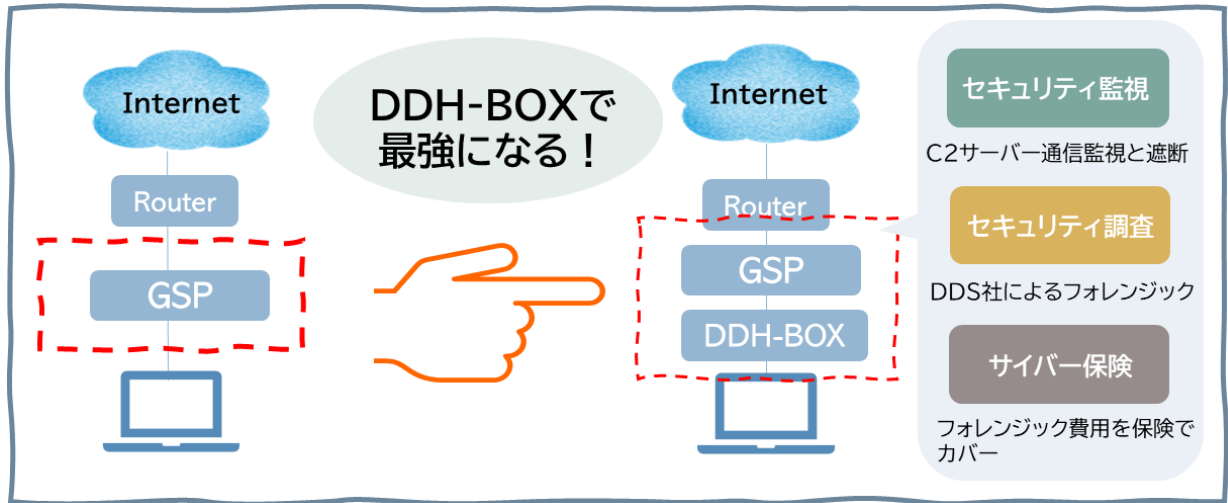 Internet
Router
GSP
DDH-BOXで
最強になる！
Internet
Router
GSP
DDH-BOX
セキュリティ監視
C2サーバー通信監視と遮断
セキュリティ調査
DDS社によるフォレンジック
サイバー保険
フォレンジック費用を保険で
カバー